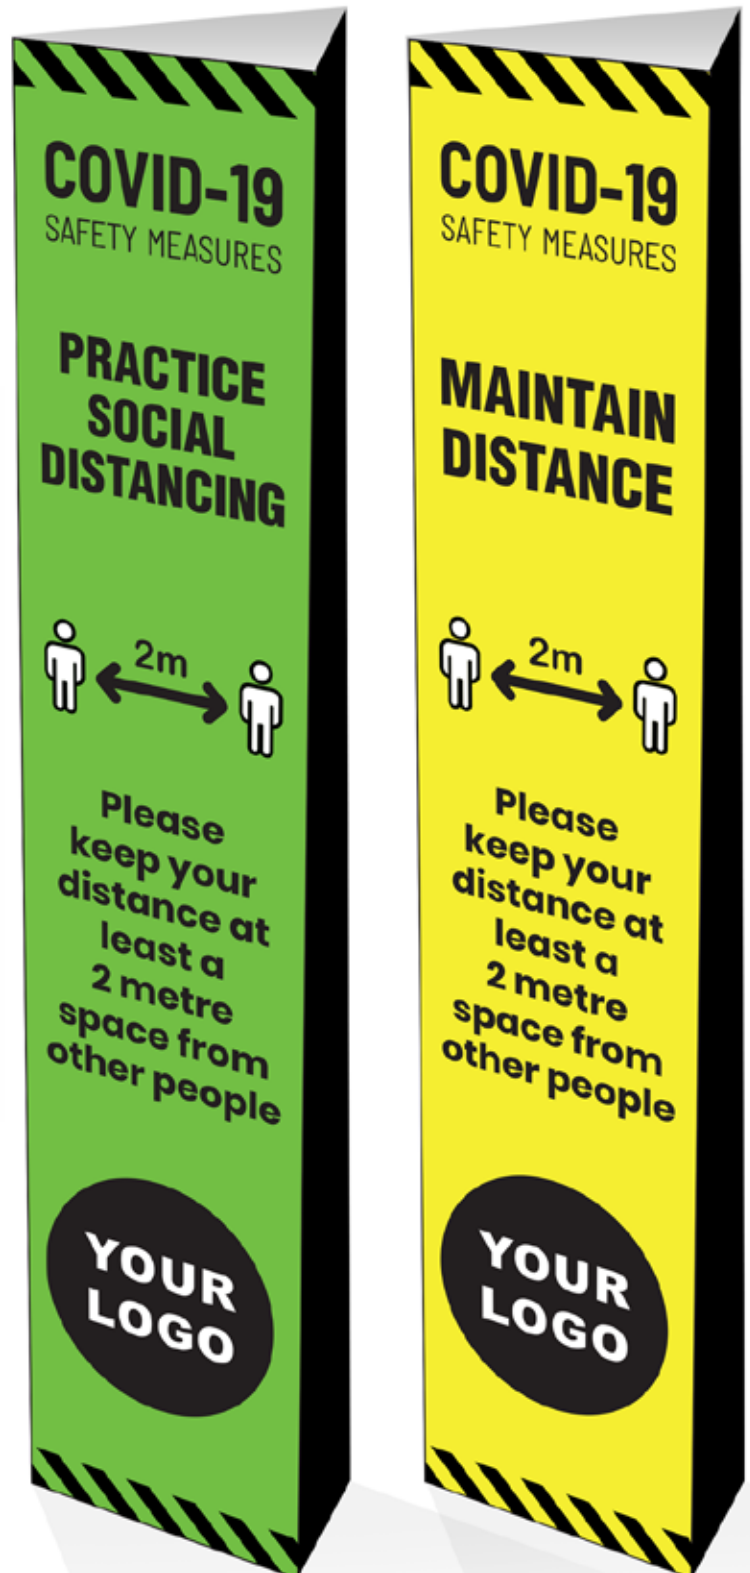 COVID-19
SAFETY MEASURES
PRACTICE
SOCIAL
DISTANCING
2m
Please
keep your
distance at
least a
2 metre
space from
other people
YOUR
LOGO
COVID-19
SAFETY MEASURES
MAINTAIN
DISTANCE
2m
Please
keep your
distance at
least a
2 metre
space from
other people
YOUR
LOGO